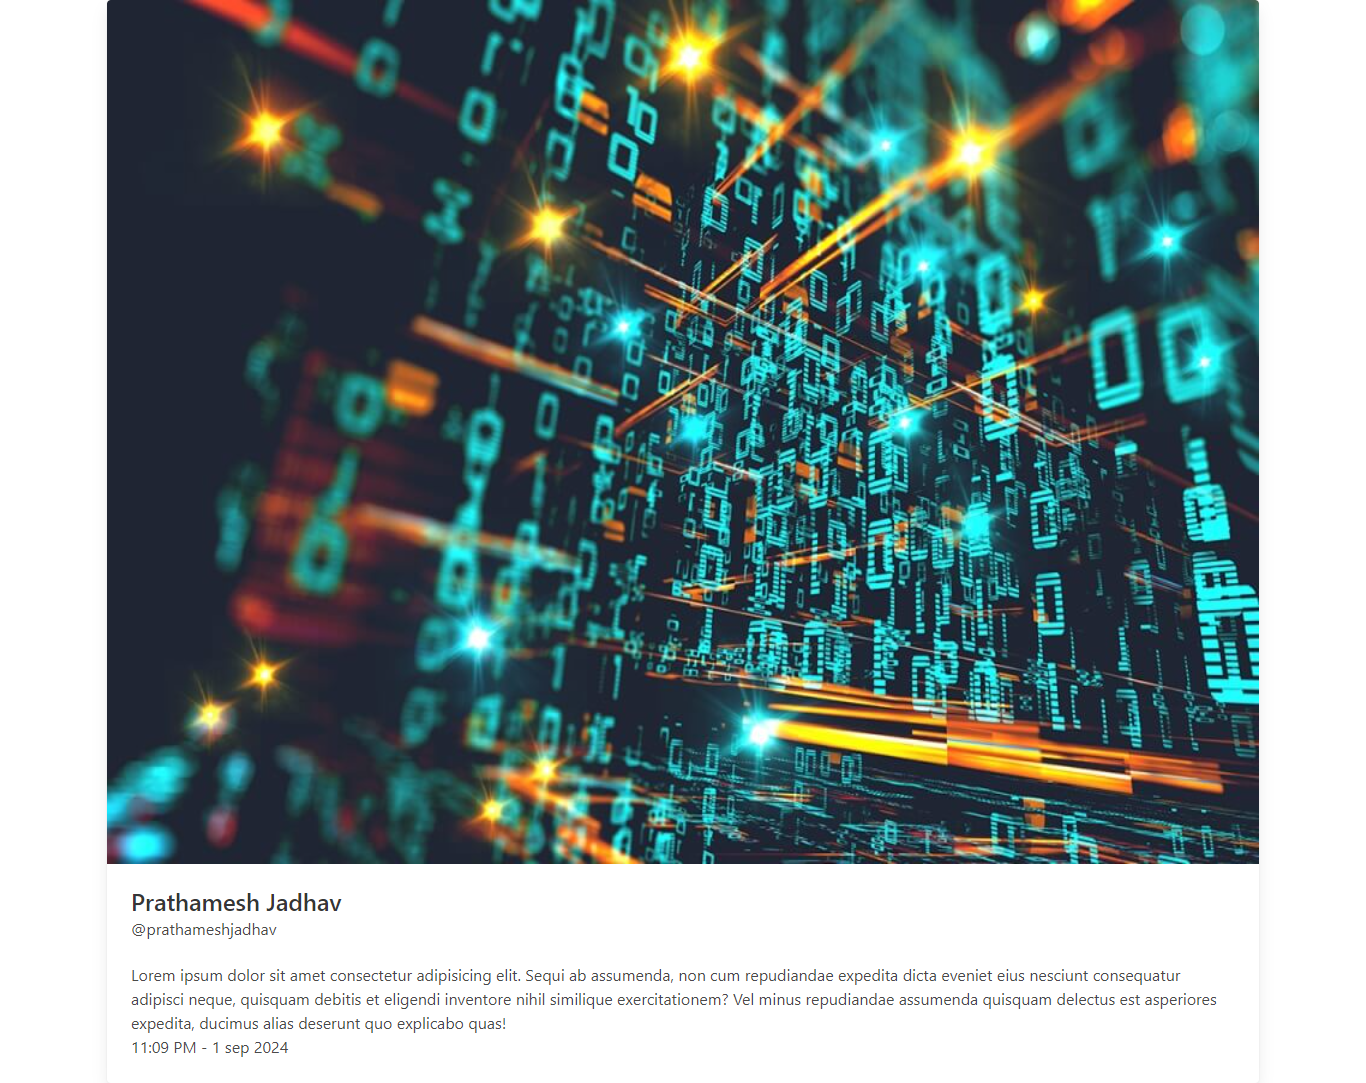 Prathamesh Jadhav
@prathameshjadhav
Lorem ipsum dolor sit amet consectetur adipisicing elit. Sequi ab assumenda, non cum repudiandae expedita dicta eveniet eius nesciunt consequatur
adipisci neque, quisquam debitis et eligendi inventore nihil similique exercitationem? Vel minus repudiandae assumenda quisquam delectus est asperiores
expedita, ducimus alias deserunt quo explicabo quas!
11:09 PM - 1 sep 2024